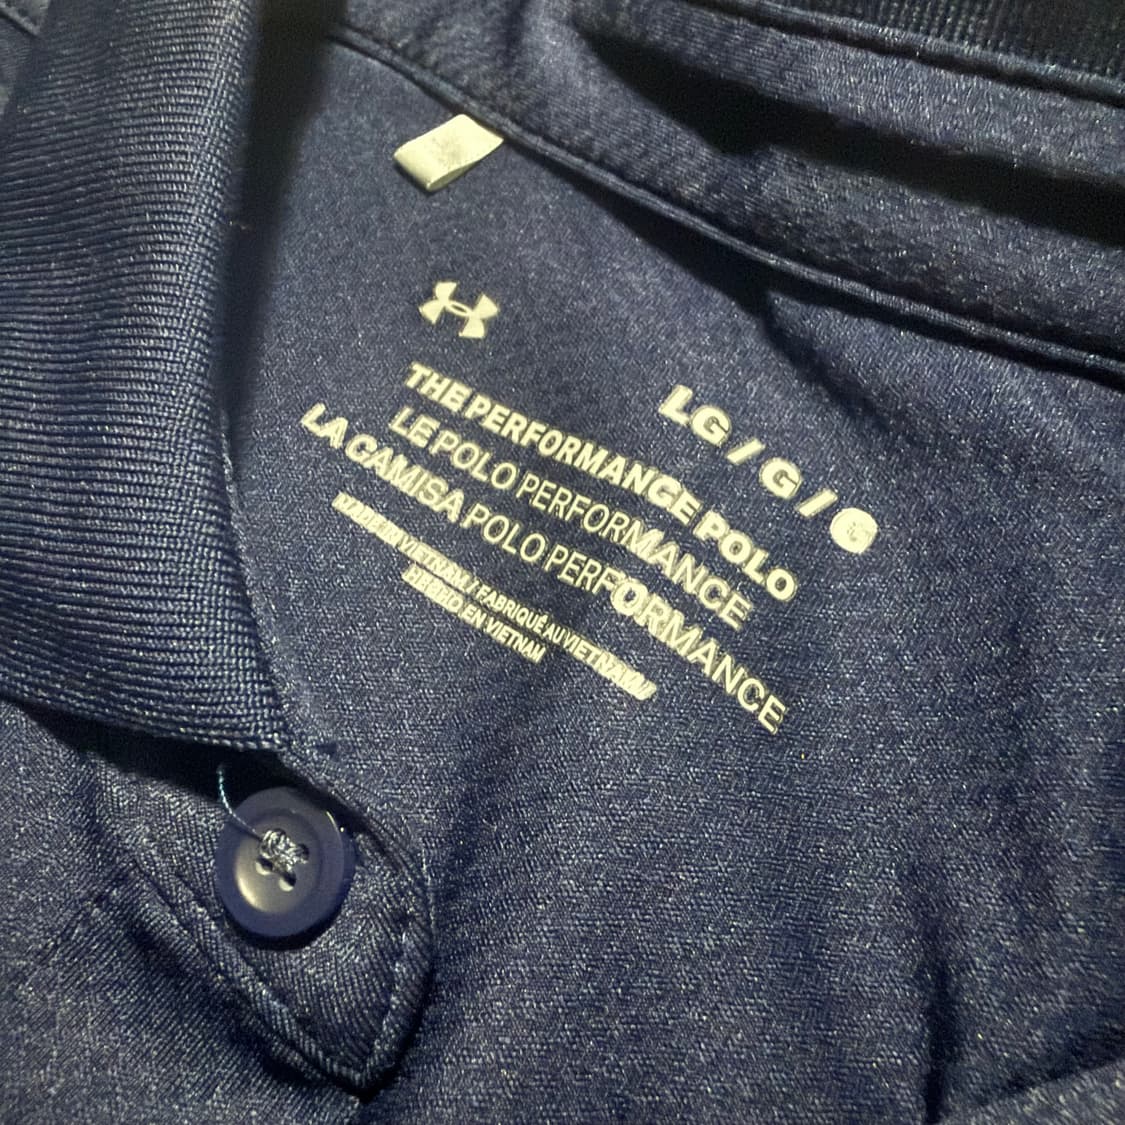 LG / G / G
THE PERFORMANCE POLO
LE POLO PERFORMANCE
LA CAMISA POLO PERFORMANCE
MADE IN VIETNAM / FABRIQUÉ AU VIETNAM /
HECHO EN VIETNAM